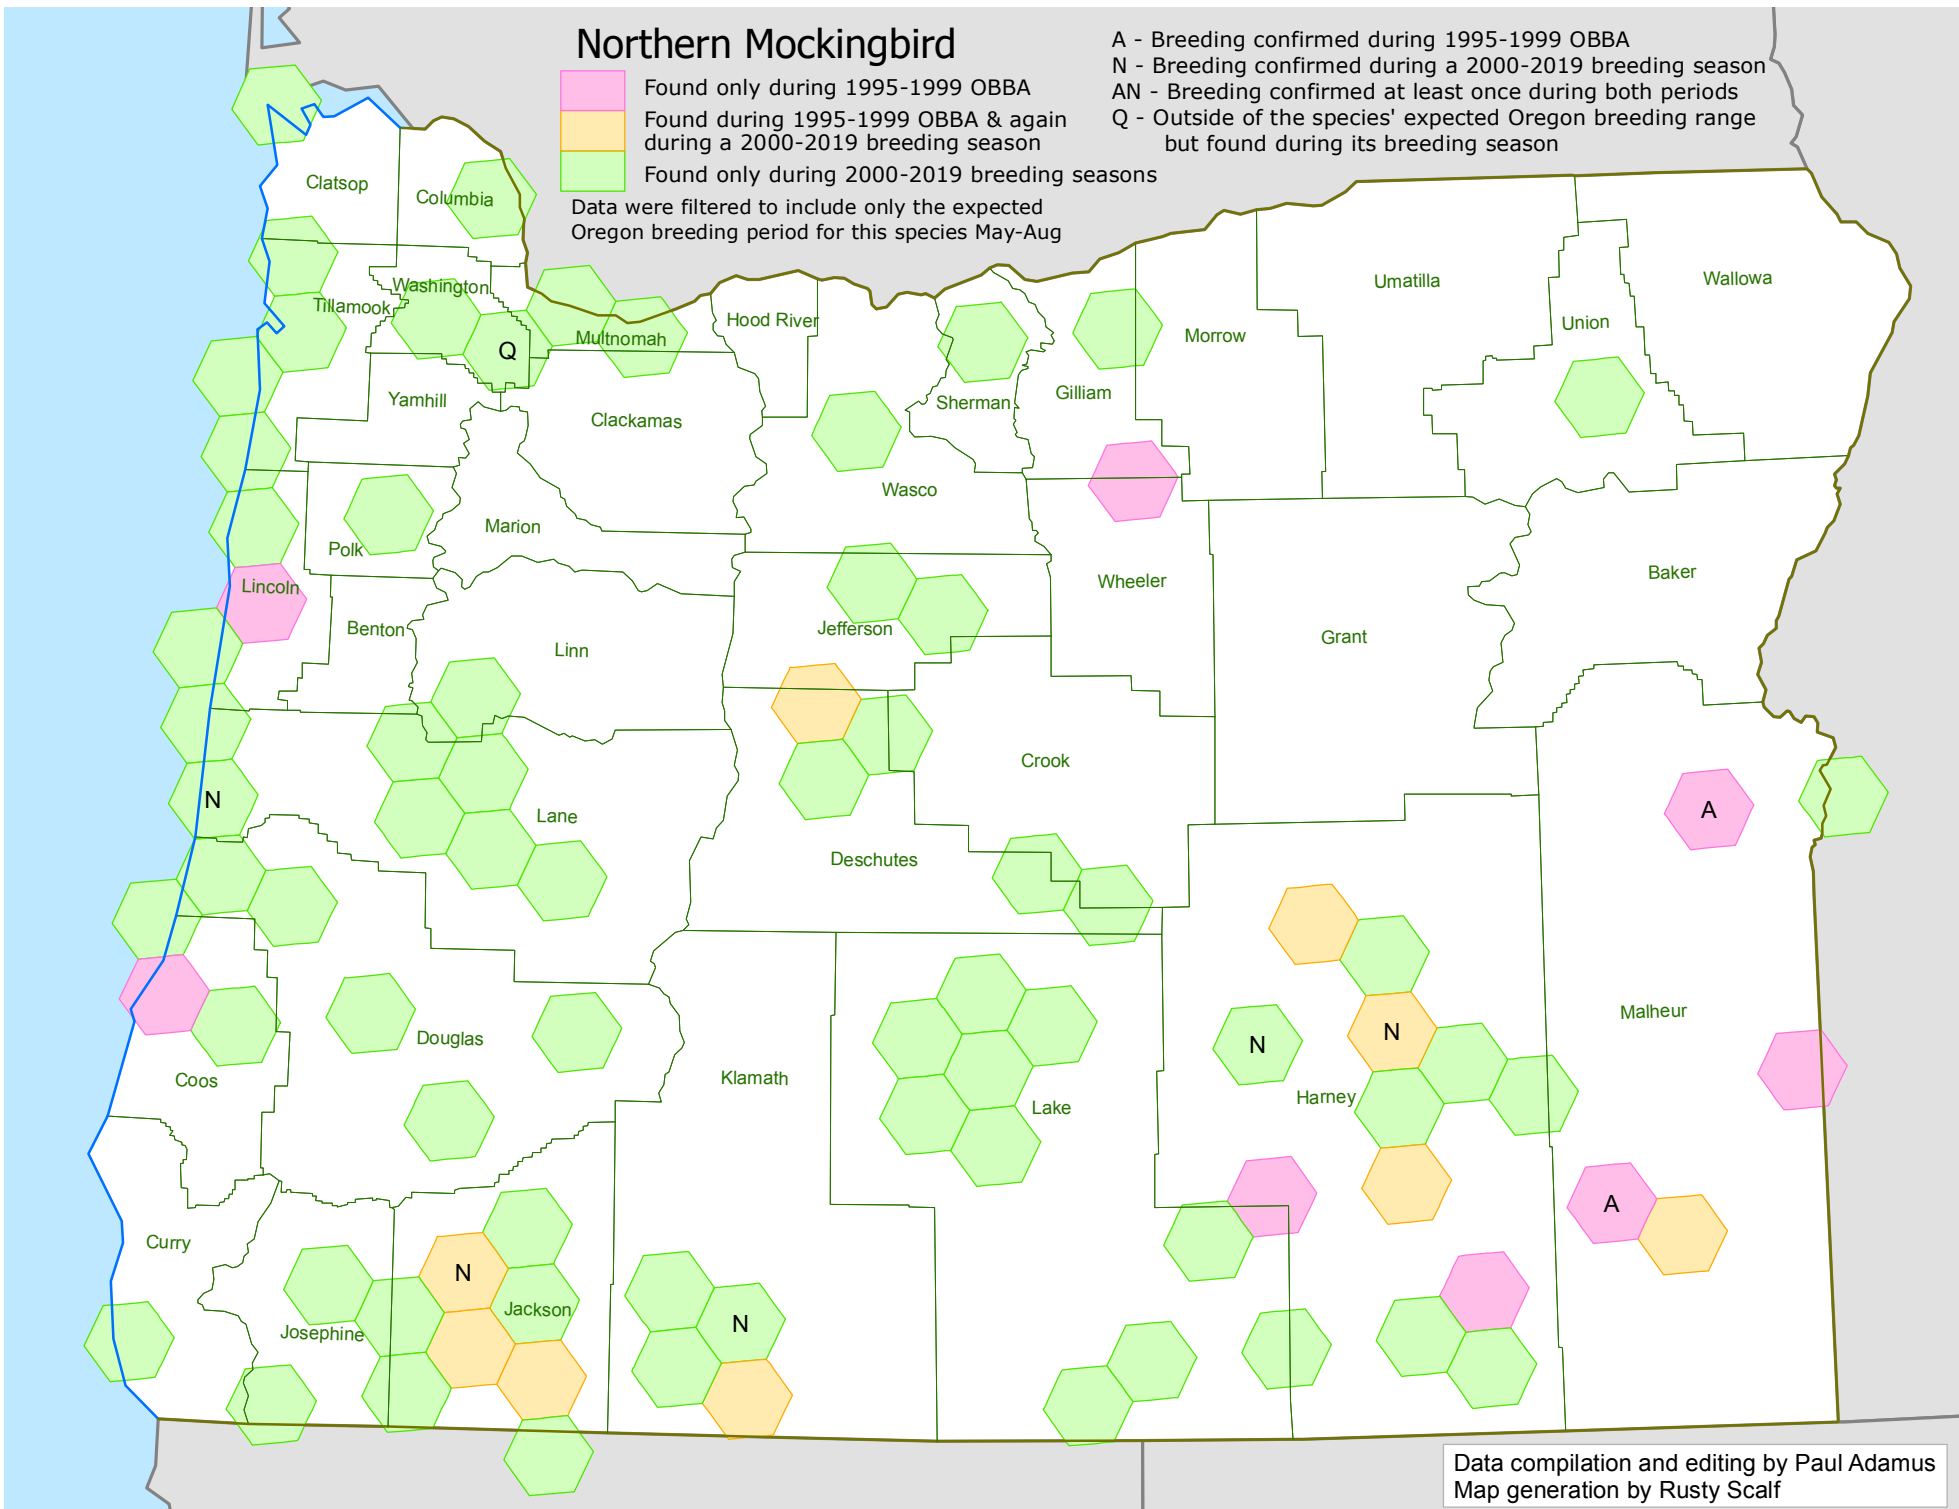 Northern Mockingbird
Found only during 1995-1999 OBBA
Found during 1995-1999 OBBA & again
during a 2000-2019 breeding season
Found only during 2000-2019 breeding seasons
Data were filtered to include only the expected
Oregon breeding period for this species May-Aug
A - Breeding confirmed during 1995-1999 OBBA
N - Breeding confirmed during a 2000-2019 breeding season
AN - Breeding confirmed at least once during both periods
Q - Outside of the species' expected Oregon breeding range
but found during its breeding season
Clatsop
Columbia
Washington
Tillamook
Multnomah
Q
Hood River
Umatilla
Wallowa
Union
Morrow
Gilliam
Sherman
Yamhill
Clackamas
Wasco
Marion
Polk
Lincoln
Benton
Linn
Jefferson
Wheeler
Grant
Baker
Crook
N
Lane
Deschutes
A
Malheur
N
N
Harney
Douglas
Coos
Klamath
Lake
A
Curry
N
Jackson
Josephine
N
Data compilation and editing by Paul Adamus
Map generation by Rusty Scalf